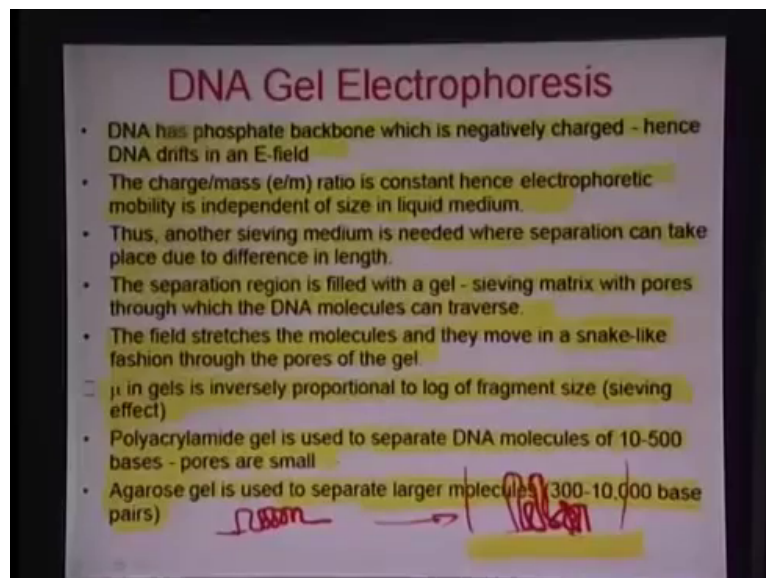 DNA Gel Electrophoresis
• DNA has phosphate backbone which is negatively charged - hence
DNA drifts in an E-field
• The charge/mass (e/m) ratio is constant hence electrophoretic
mobility is independent of size in liquid medium.
• Thus, another sieving medium is needed where separation can take
place due to difference in length.
• The separation region is filled with a gel - sieving matrix with pores
through which the DNA molecules can traverse.
• The field stretches the molecules and they move in a snake-like
fashion through the pores of the gel.
□ μ in gels is inversely proportional to log of fragment size (sieving
effect)
• Polyacrylamide gel is used to separate DNA molecules of 10-500
bases - pores are small
• Agarose gel is used to separate larger molecules (300-10,000 base
pairs)